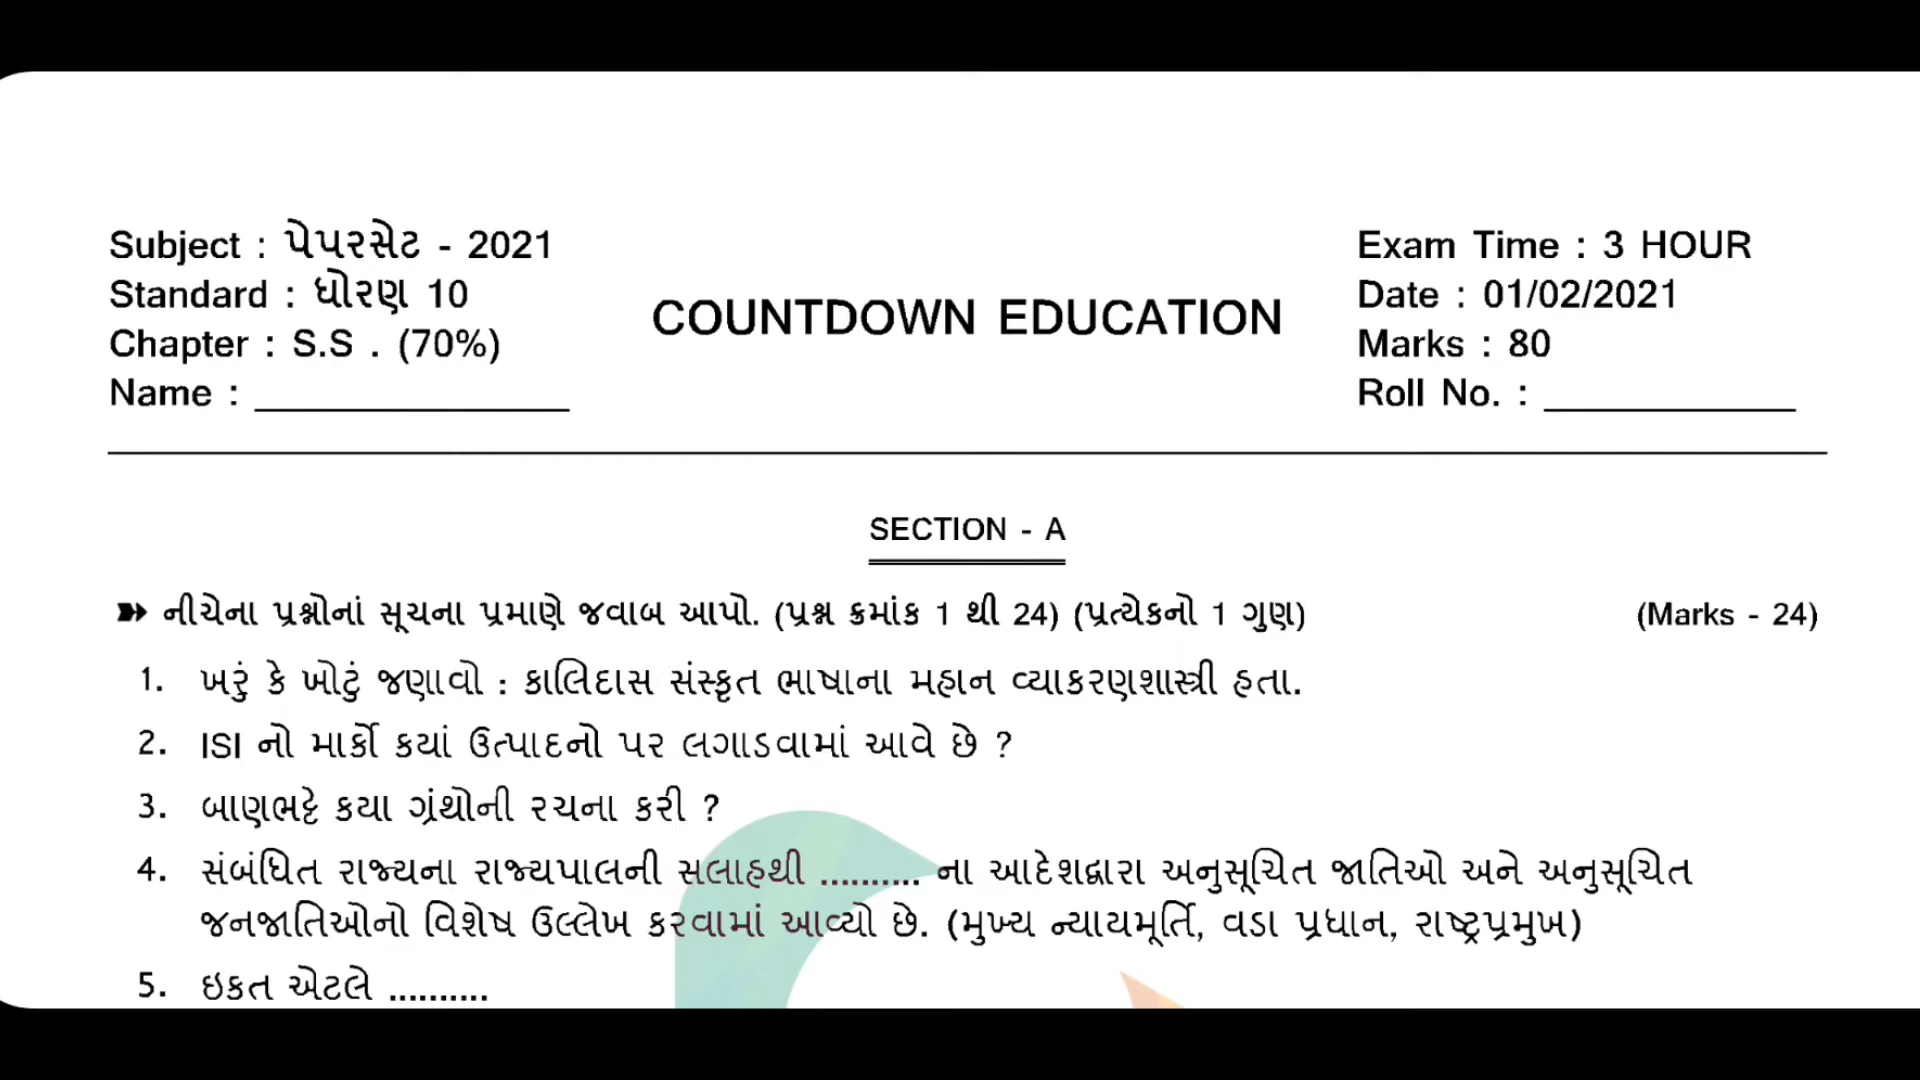 Subject : પેપરસેટ - 2021
Standard : ધોરણ 10
Chapter : S.S . (70%)
Name : 
COUNTDOWN EDUCATION
Exam Time : 3 HOUR
Date : 01/02/2021
Marks : 80
Roll No. : 
SECTION - A
નીચેના પ્રશ્નોનાં સૂચના પ્રમાણે જવાબ આપો. (પ્રશ્ન ક્રમાંક 1 થી 24) (પ્રત્યેકનો 1 ગુણ) (Marks - 24)
1. ખરું કે ખોટું જણાવો : કાલિદાસ સંસ્કૃત ભાષાના મહાન વ્યાકરણશાસ્ત્રી હતા.
2. ISI નો માર્કો કયાં ઉત્પાદનો પર લગાડવામાં આવે છે ?
3. બાણભટ્ટે કયા ગ્રંથોની રચના કરી ?
4. સંબંધિત રાજ્યના રાજ્યપાલની સલાહથી .......... ના આદેશદ્વારા અનુસૂચિત જાતિઓ અને અનુસૂચિત
જનજાતિઓનો વિશેષ ઉલ્લેખ કરવામાં આવ્યો છે. (મુખ્ય ન્યાયમૂર્તિ, વડા પ્રધાન, રાષ્ટ્રપ્રમુખ)
5. ઇકત એટલે ..........